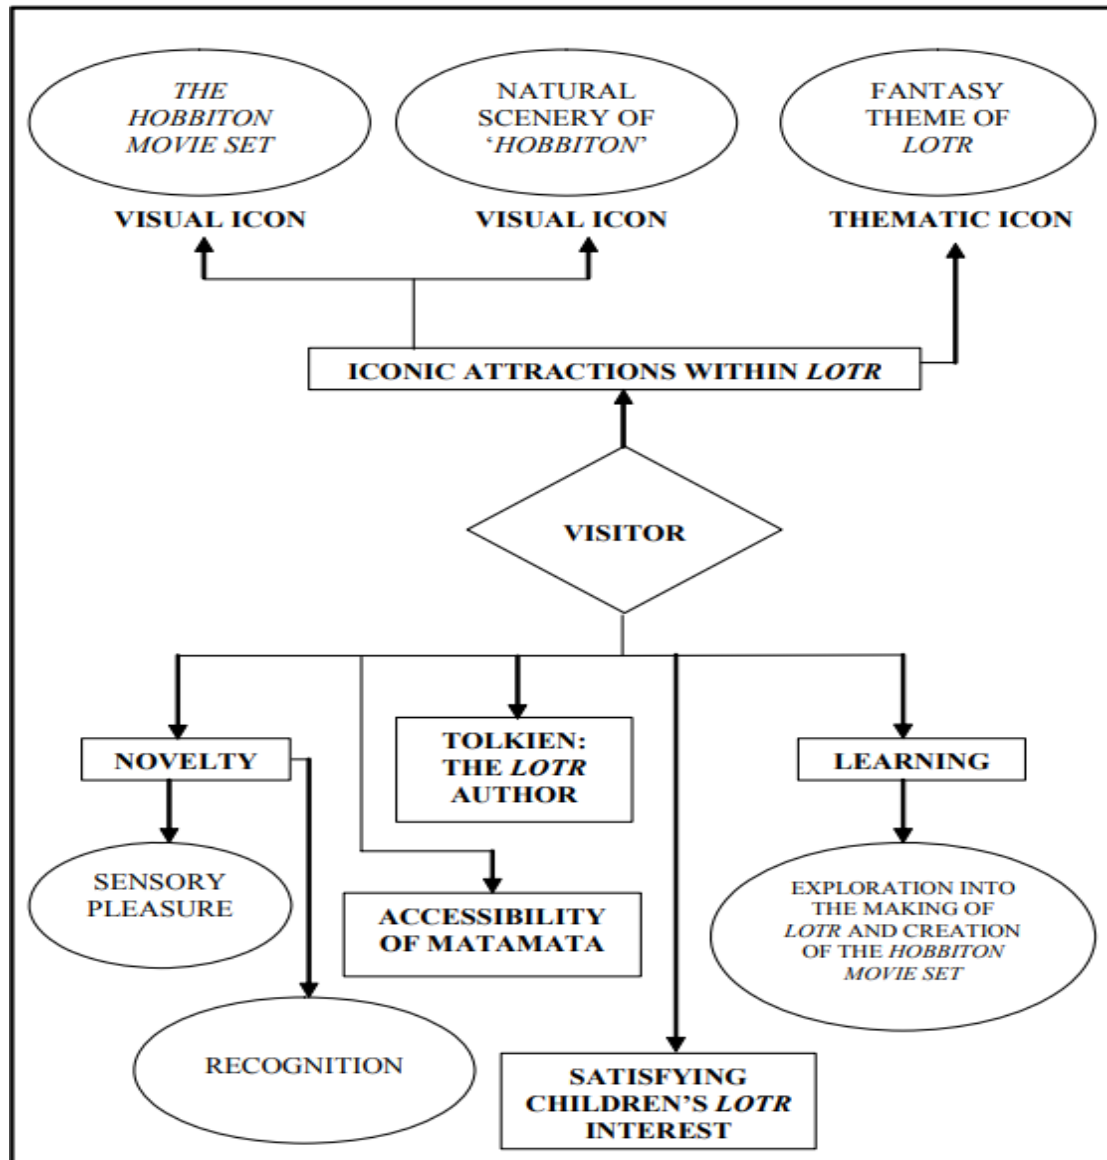 THE
HOBBITON
MOVIE SET
NATURAL
SCENERY OF
‘HOBBITON’
FANTASY
THEME OF
LOTR
VISUAL ICON
VISUAL ICON
THEMATIC ICON
ICONIC ATTRACTIONS WITHIN LOTR
VISITOR
NOVELTY
TOLKIEN:
THE LOTR
AUTHOR
LEARNING
SENSORY
PLEASURE
ACCESSIBILITY
OF MATAMATA
EXPLORATION INTO
THE MAKING OF
LOTR AND CREATION
OF THE HOBBITON
MOVIE SET
RECOGNITION
SATISFYING
CHILDREN’S LOTR
INTEREST